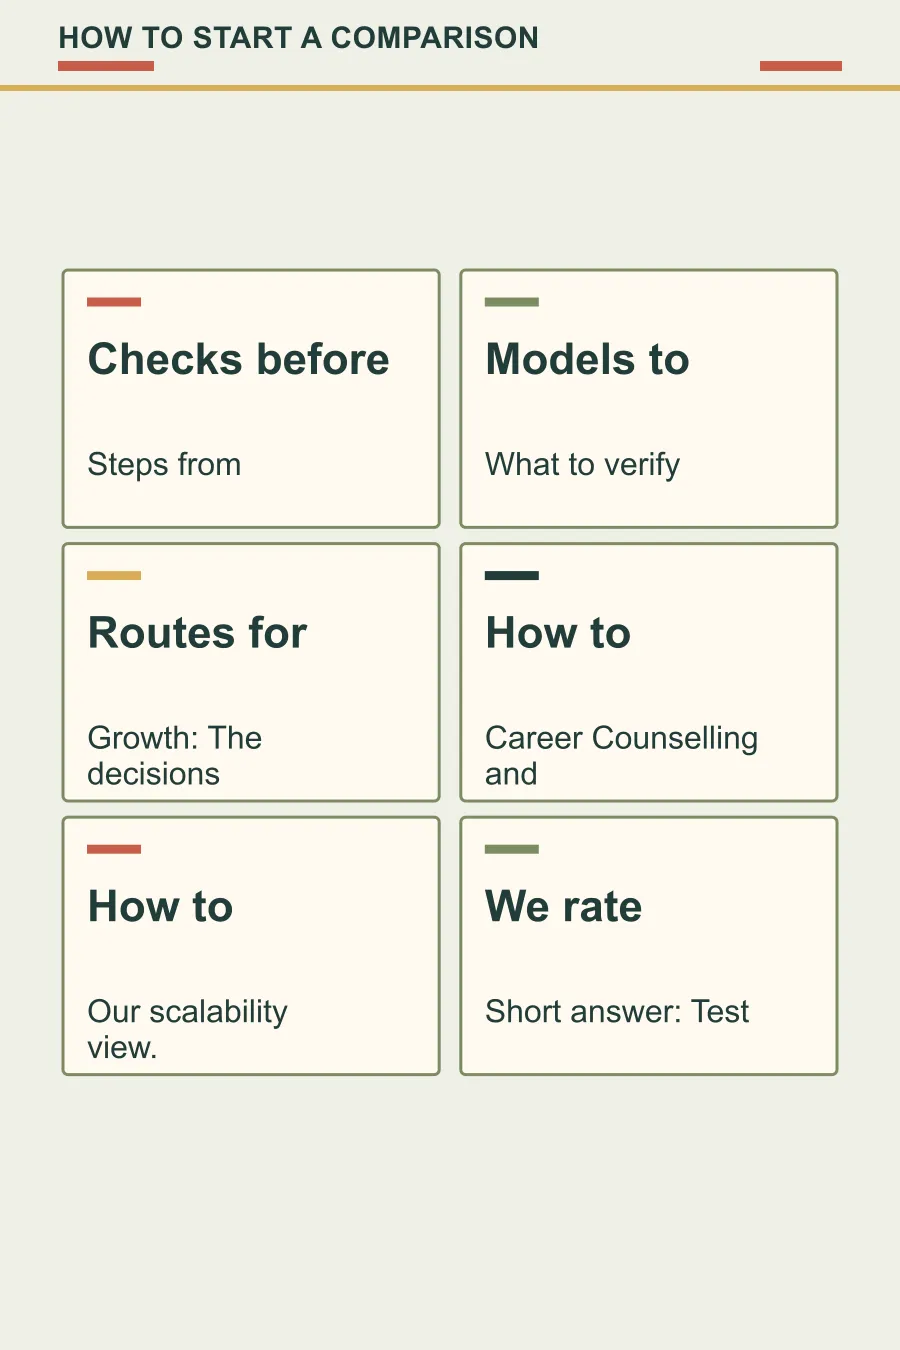 HOW TO START A COMPARISON
Checks before
Steps from
Models to
What to verify
Routes for
Growth: The
decisions
How to
Career Counselling
and
How to
Our scalability
view.
We rate
Short answer: Test